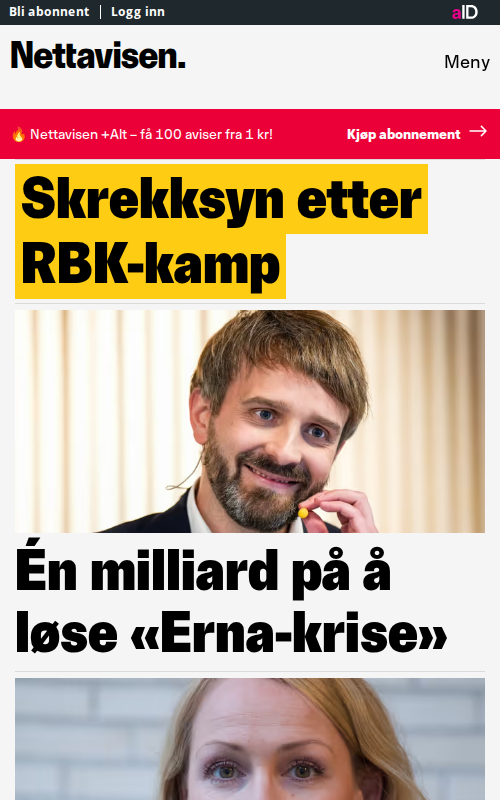 Bli abonnent
Logg inn
aID
Nettavisen.
Meny
Nettavisen +Alt – få 100 aviser fra 1 kr!
Kjøp abonnement
Skrekksyn etter
RBK-kamp
Én milliard på å
løse «Erna-krise»